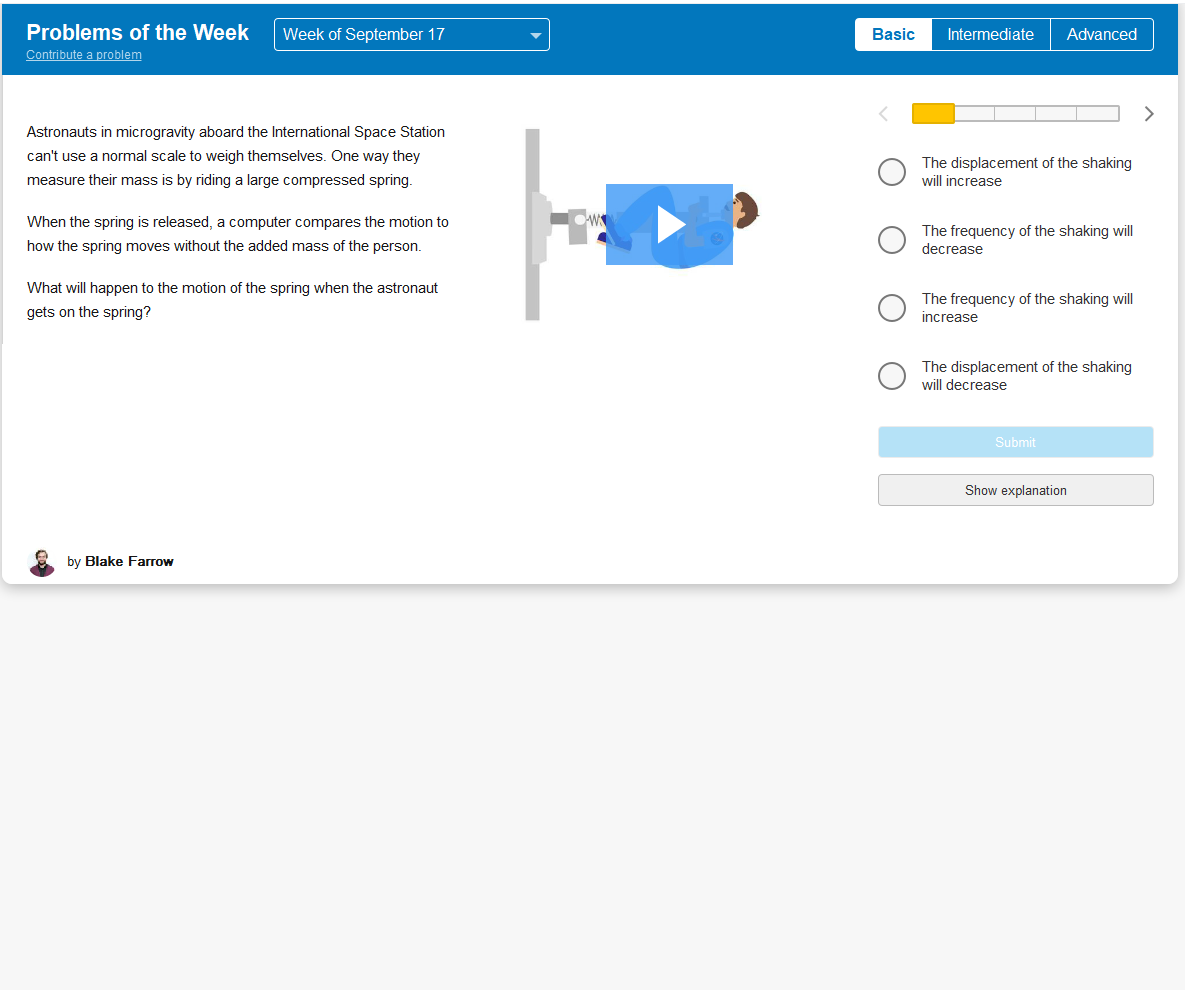 Problems of the Week
Contribute a problem
Week of September 17
Basic
Intermediate
Advanced
Astronauts in microgravity aboard the International Space Station
can't use a normal scale to weigh themselves. One way they
measure their mass is by riding a large compressed spring.
When the spring is released, a computer compares the motion to
how the spring moves without the added mass of the person.
What will happen to the motion of the spring when the astronaut
gets on the spring?
The displacement of the shaking
will increase
The frequency of the shaking will
decrease
The frequency of the shaking will
increase
The displacement of the shaking
will decrease
Submit
Show explanation
by Blake Farrow